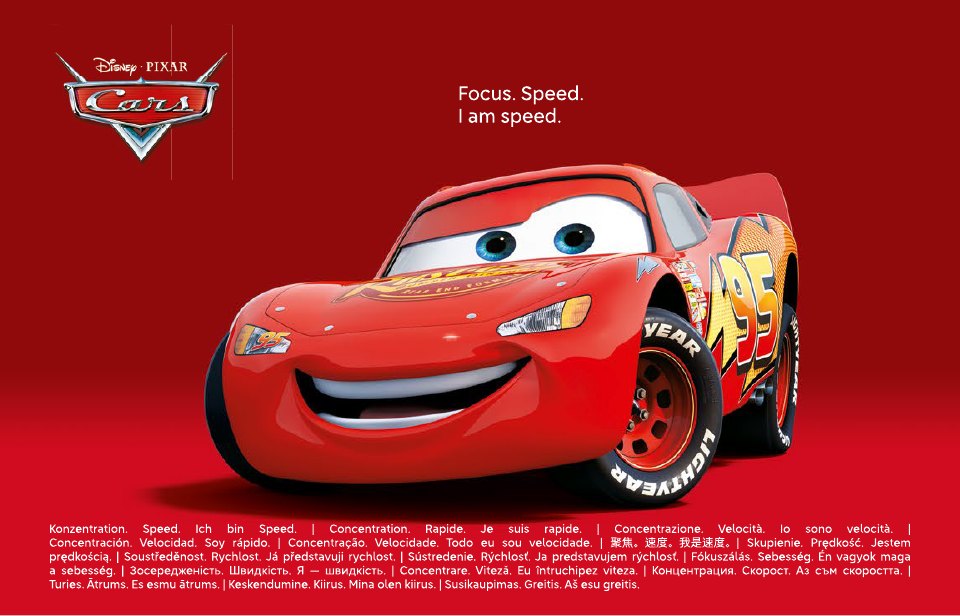 Disney · PIXAR
Cars
Focus. Speed.
I am speed.
95
95
YEAR
LIGHTYEAR
Konzentration. Speed. Ich bin Speed. | Concentration. Rapide. Je suis rapide. | Concentrazione. Velocità. Io sono velocità. |
Concentración. Velocidad. Soy rápido. | Concentração. Velocidade. Todo eu sou velocidade. | 聚焦。速度。我是速度。 | Skupienie. Prędkość. Jestem
prędkością. | Soustředěnost. Rychlost. Já představuji rychlost. | Sústredenie. Rýchlosť. Ja predstavujem rýchlosť. | Fókuszálás. Sebesség. Én vagyok maga
a sebesség. | Зосередженість. Швидкість. Я — швидкість. | Concentrare. Viteză. Eu întruchipez viteza. | Концентрация. Скорост. Аз съм скоростта. |
Turies. Ātrums. Es esmu ātrums. | Keskendumine. Kiirus. Mina olen kiirus. | Susikaupimas. Greitis. Aš esu greitis.